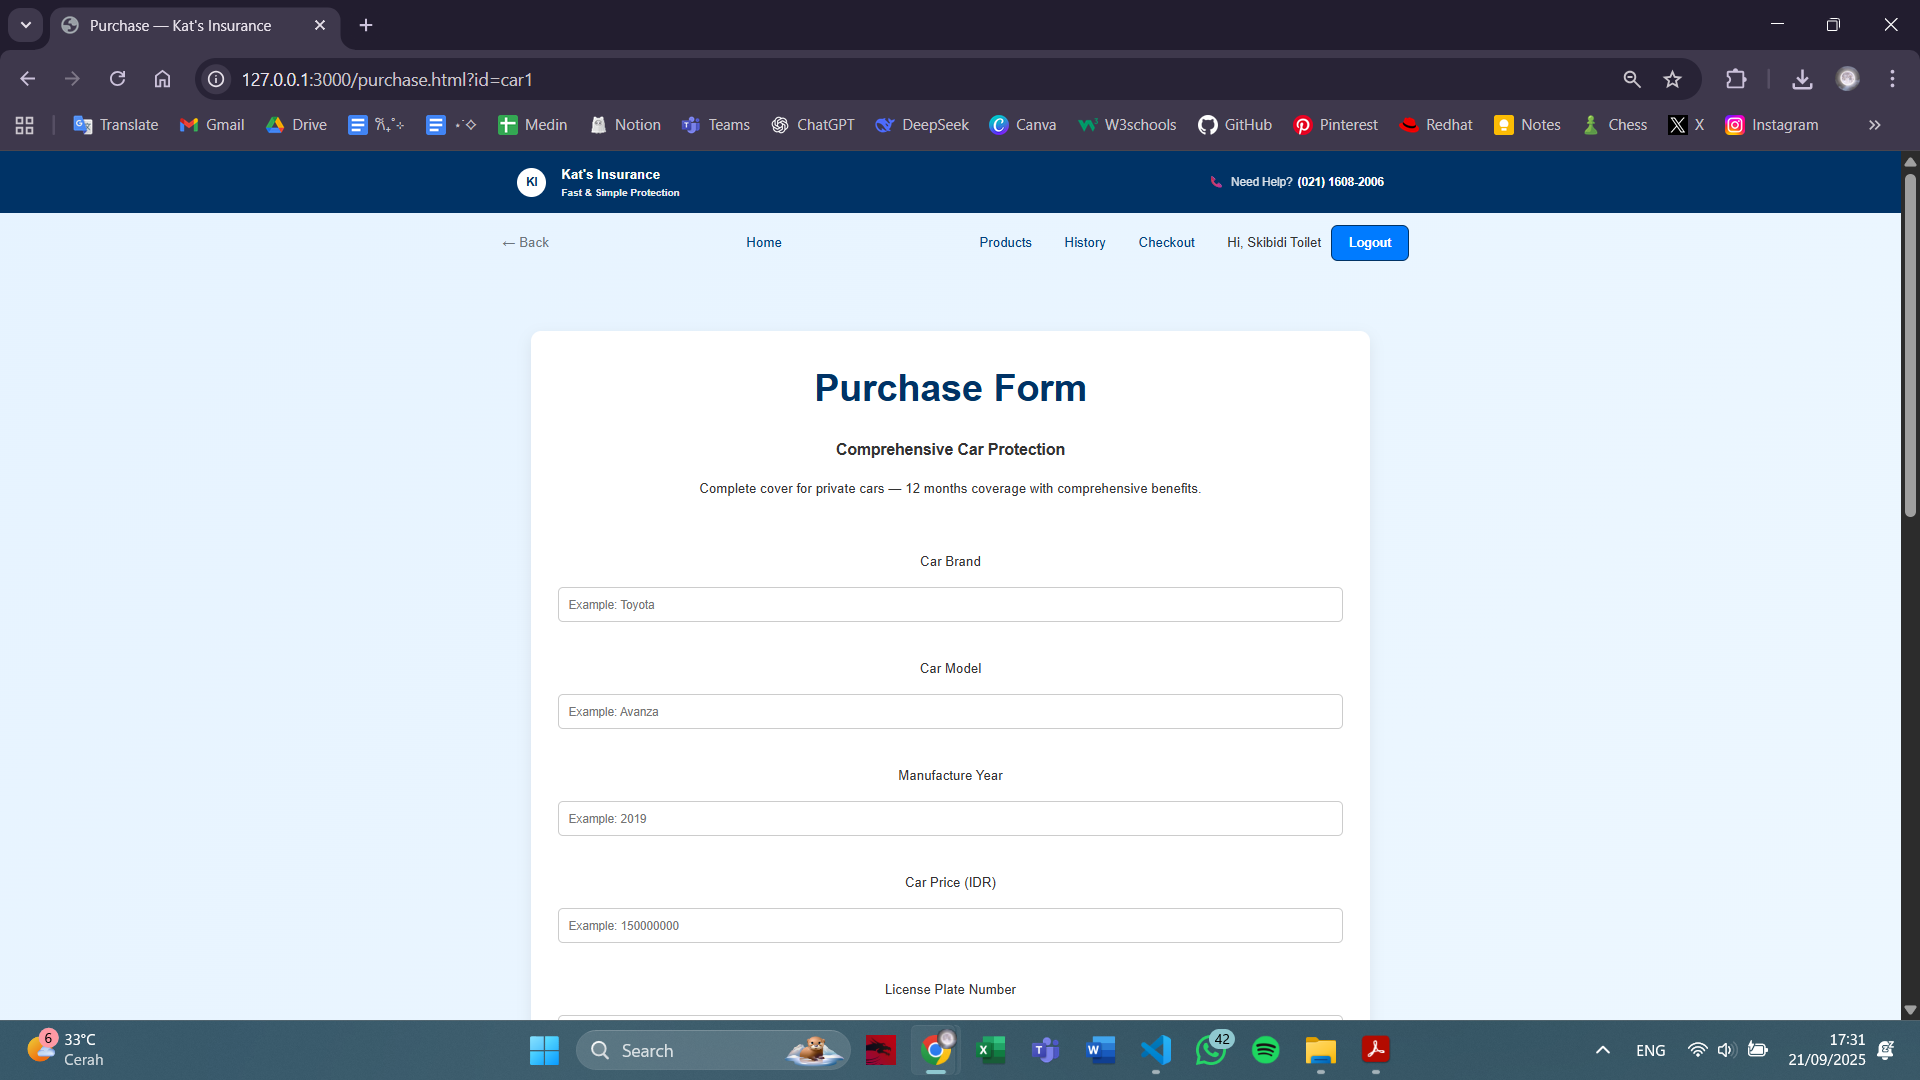 Purchase — Kat's Insurance
127.0.0.1:3000/purchase.html?id=car1
Translate Gmail Drive Medin Notion Teams ChatGPT DeepSeek Canva W3schools GitHub Pinterest Redhat Notes Chess X Instagram
KI
Kat's Insurance
Fast & Simple Protection
Need Help? (021) 1608-2006
← Back Home Products History Checkout Hi, Skibidi Toilet Logout
Purchase Form
Comprehensive Car Protection
Complete cover for private cars — 12 months coverage with comprehensive benefits.
Car Brand
Example: Toyota
Car Model
Example: Avanza
Manufacture Year
Example: 2019
Car Price (IDR)
Example: 150000000
License Plate Number
6
33°C
Cerah
Search
42
ENG
17:31
21/09/2025